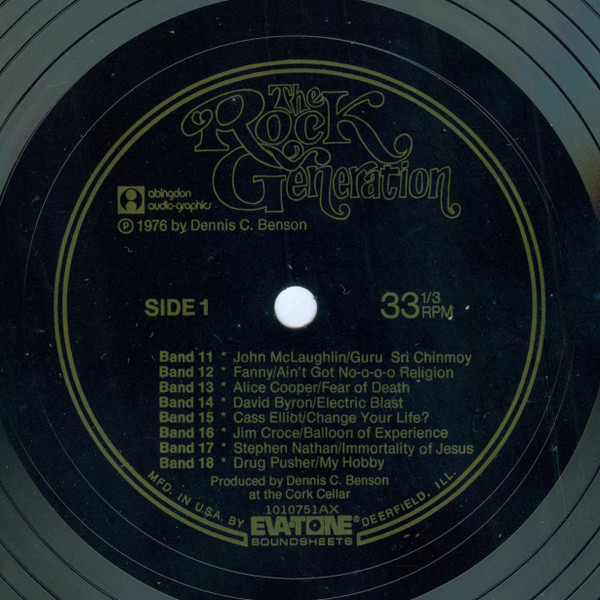 The
Rock
Generation
abingdon
audio-graphics
℗ 1976 by Dennis C. Benson
SIDE 1
33 1/3
RPM
Band 11 * John McLaughlin/Guru Sri Chinmoy
Band 12 * Fanny/Ain't Got No-o-o-o Religion
Band 13 * Alice Cooper/Fear of Death
Band 14 * David Byron/Electric Blast
Band 15 * Cass Ellibt/Change Your Life?
Band 16 * Jim Croce/Balloon of Experience
Band 17 * Stephen Nathan/Immortality of Jesus
Band 18 * Drug Pusher/My Hobby
Produced by Dennis C. Benson
at the Cork Cellar
1010751AX
MFD. IN U.S.A. BY EVA-TONE® DEERFIELD, ILL.
SOUNDSHEETS